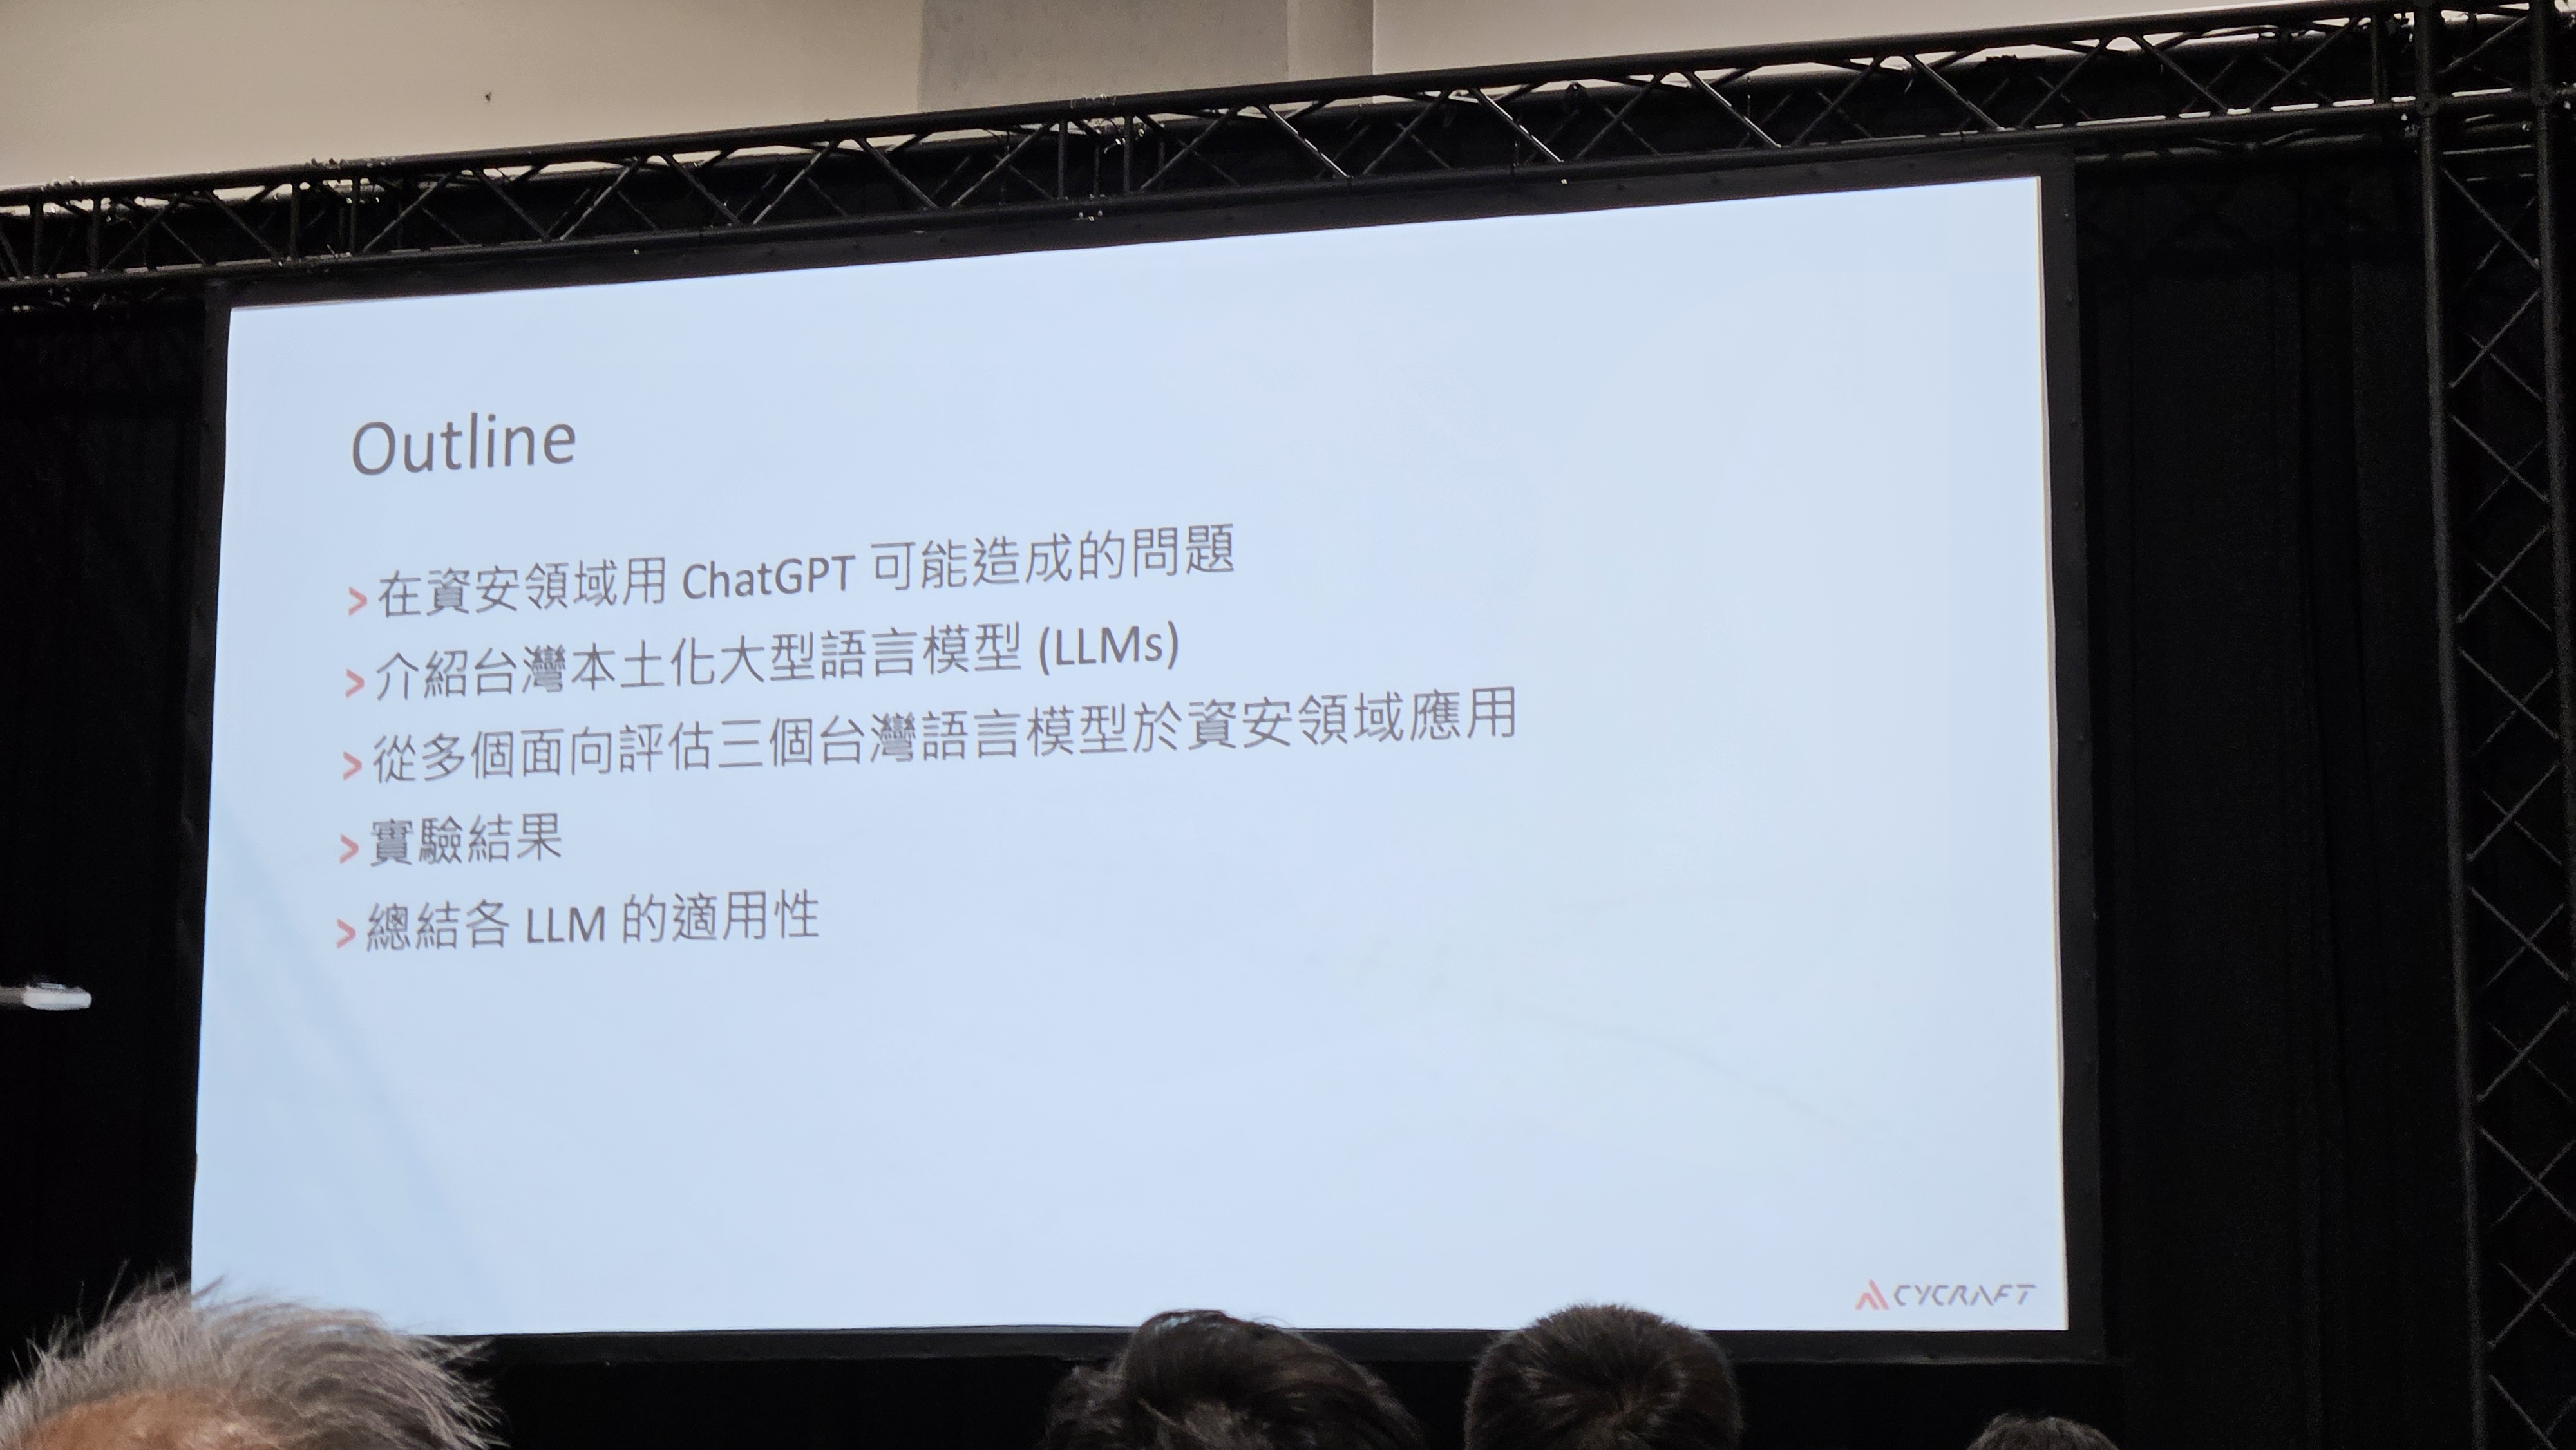 Outline
> 在資安領域用 ChatGPT 可能造成的問題
> 介紹台灣本土化大型語言模型 (LLMs)
> 從多個面向評估三個台灣語言模型於資安領域應用
> 實驗結果
> 總結各 LLM 的適用性
CYCRAFT